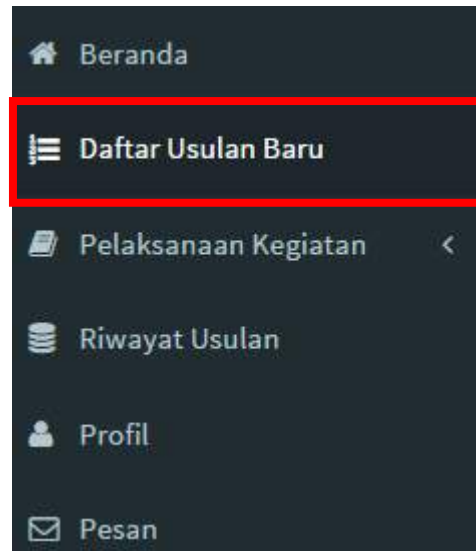 Beranda
Daftar Usulan Baru
Pelaksanaan Kegiatan
Riwayat Usulan
Profil
Pesan